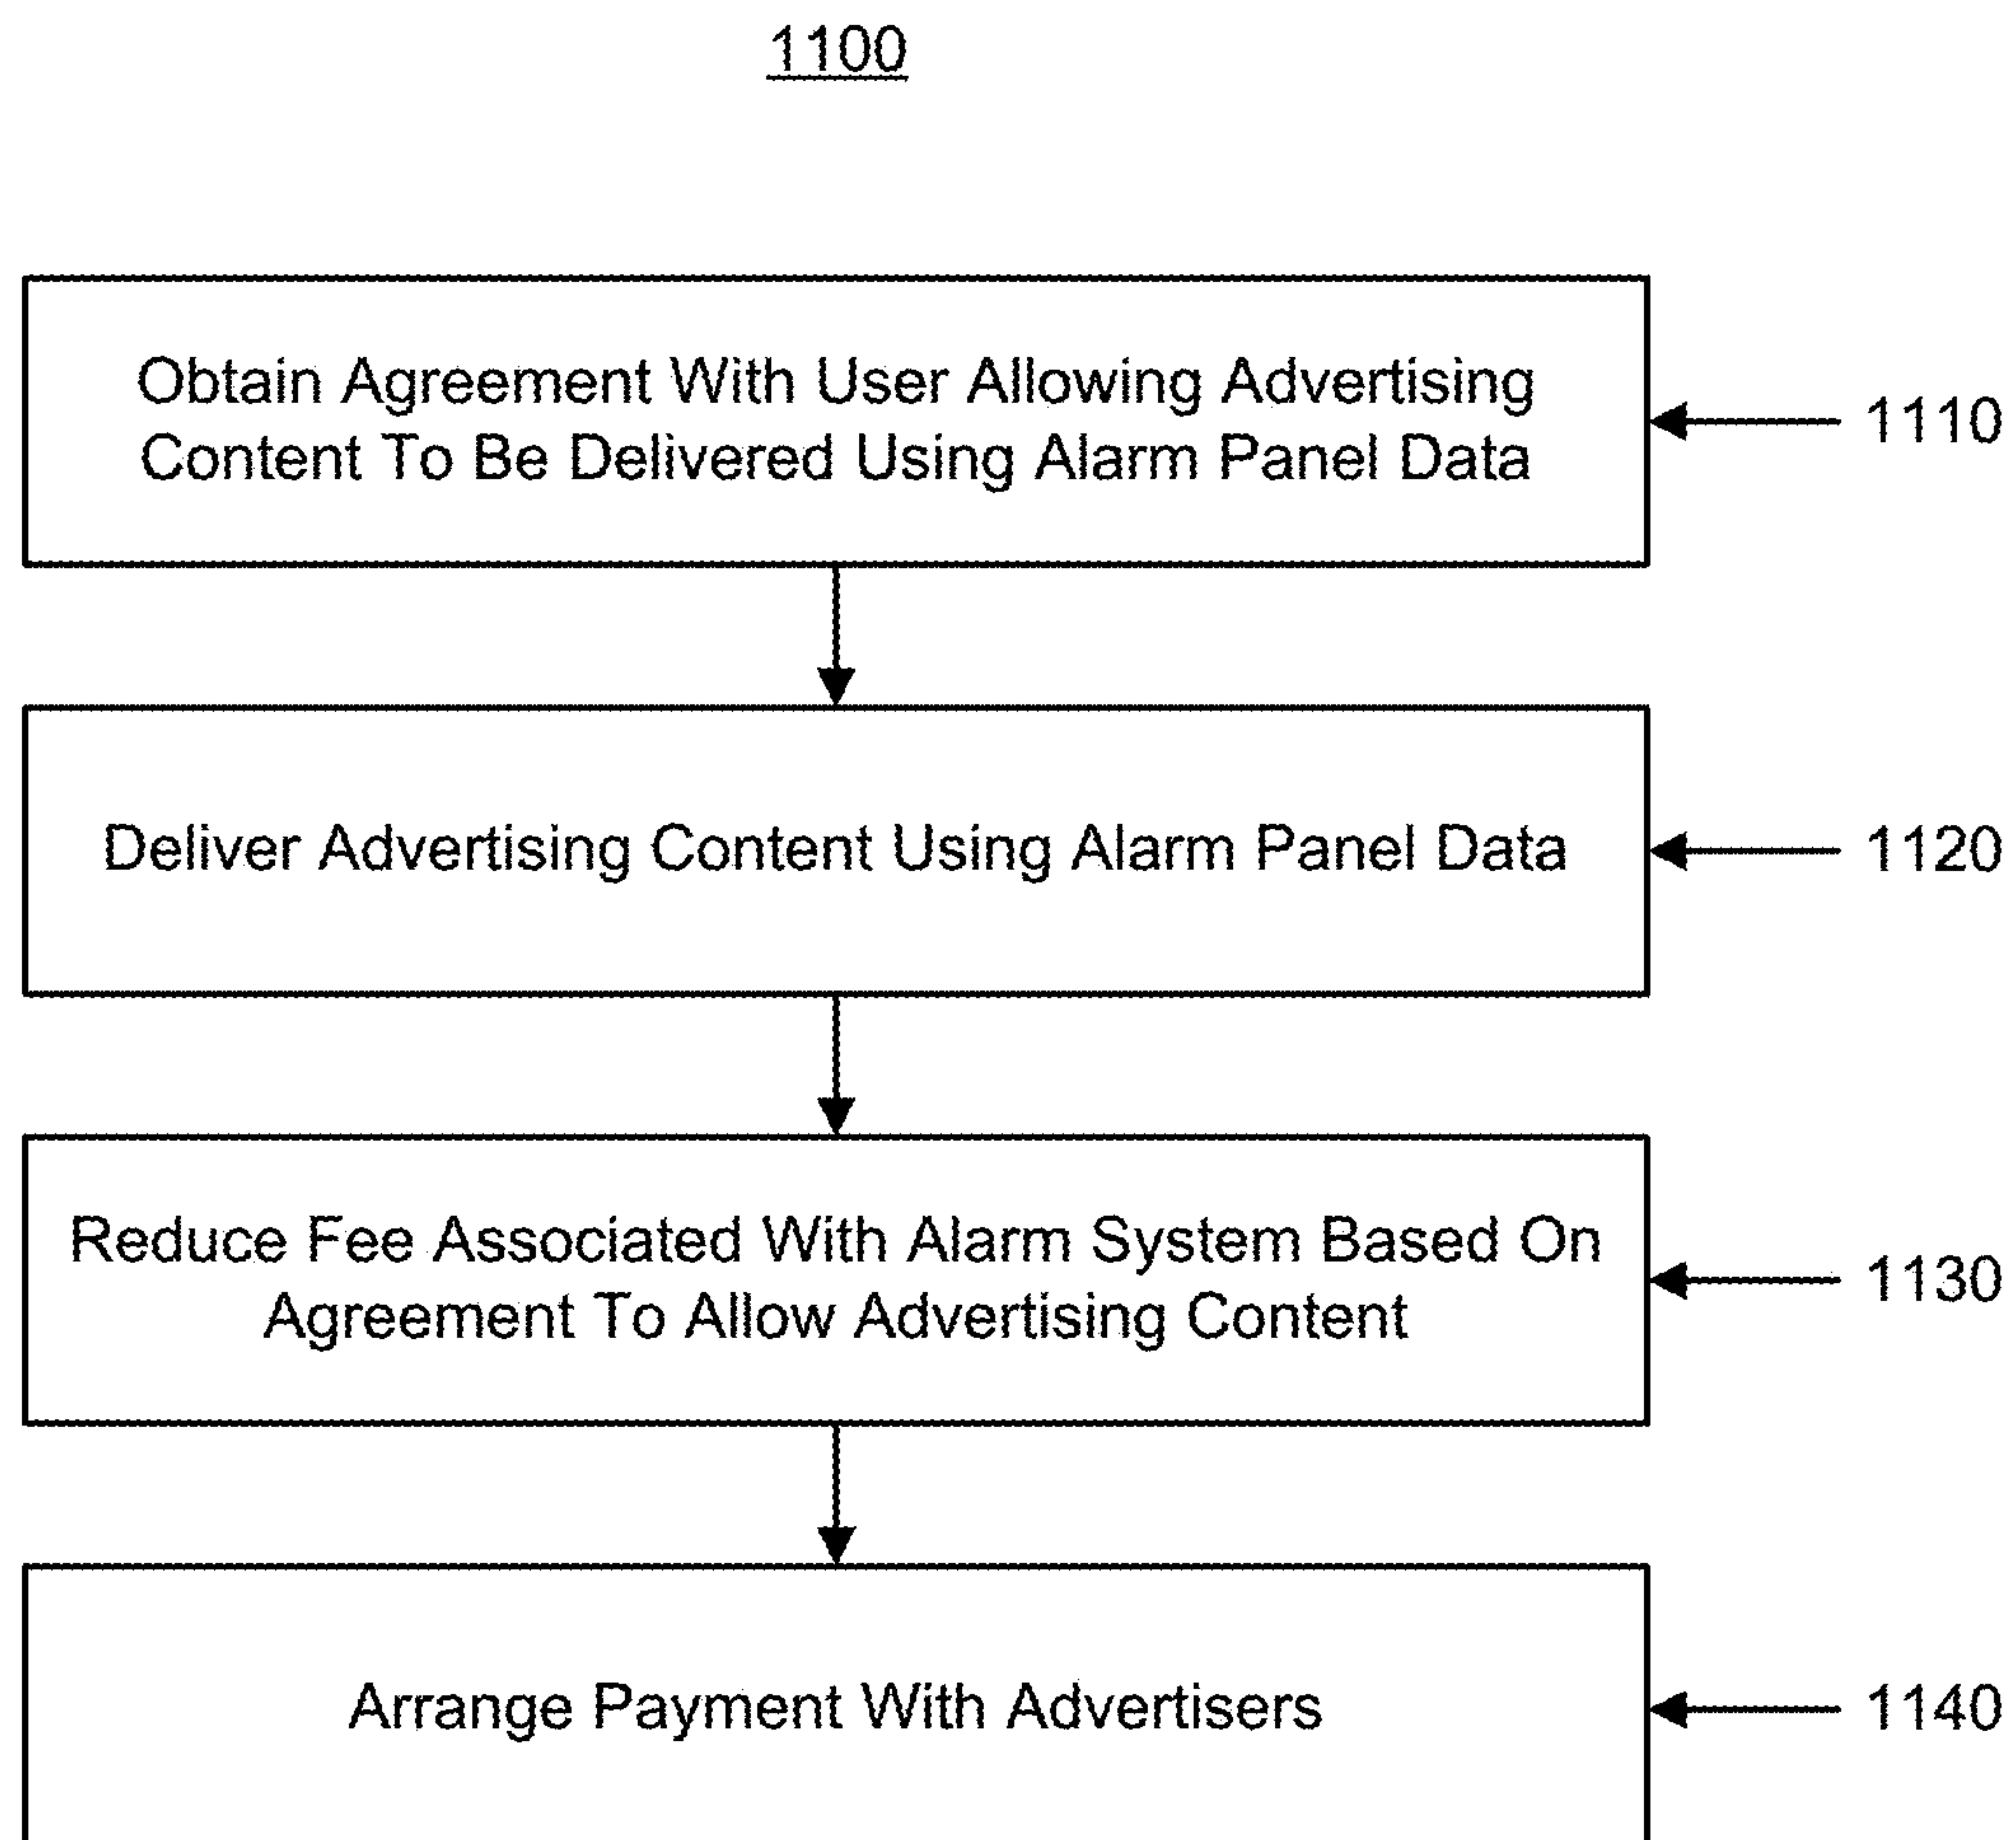 1100
Obtain Agreement With User Allowing Advertising
Content To Be Delivered Using Alarm Panel Data
1110
Deliver Advertising Content Using Alarm Panel Data
1120
Reduce Fee Associated With Alarm System Based On
Agreement To Allow Advertising Content
1130
Arrange Payment With Advertisers
1140